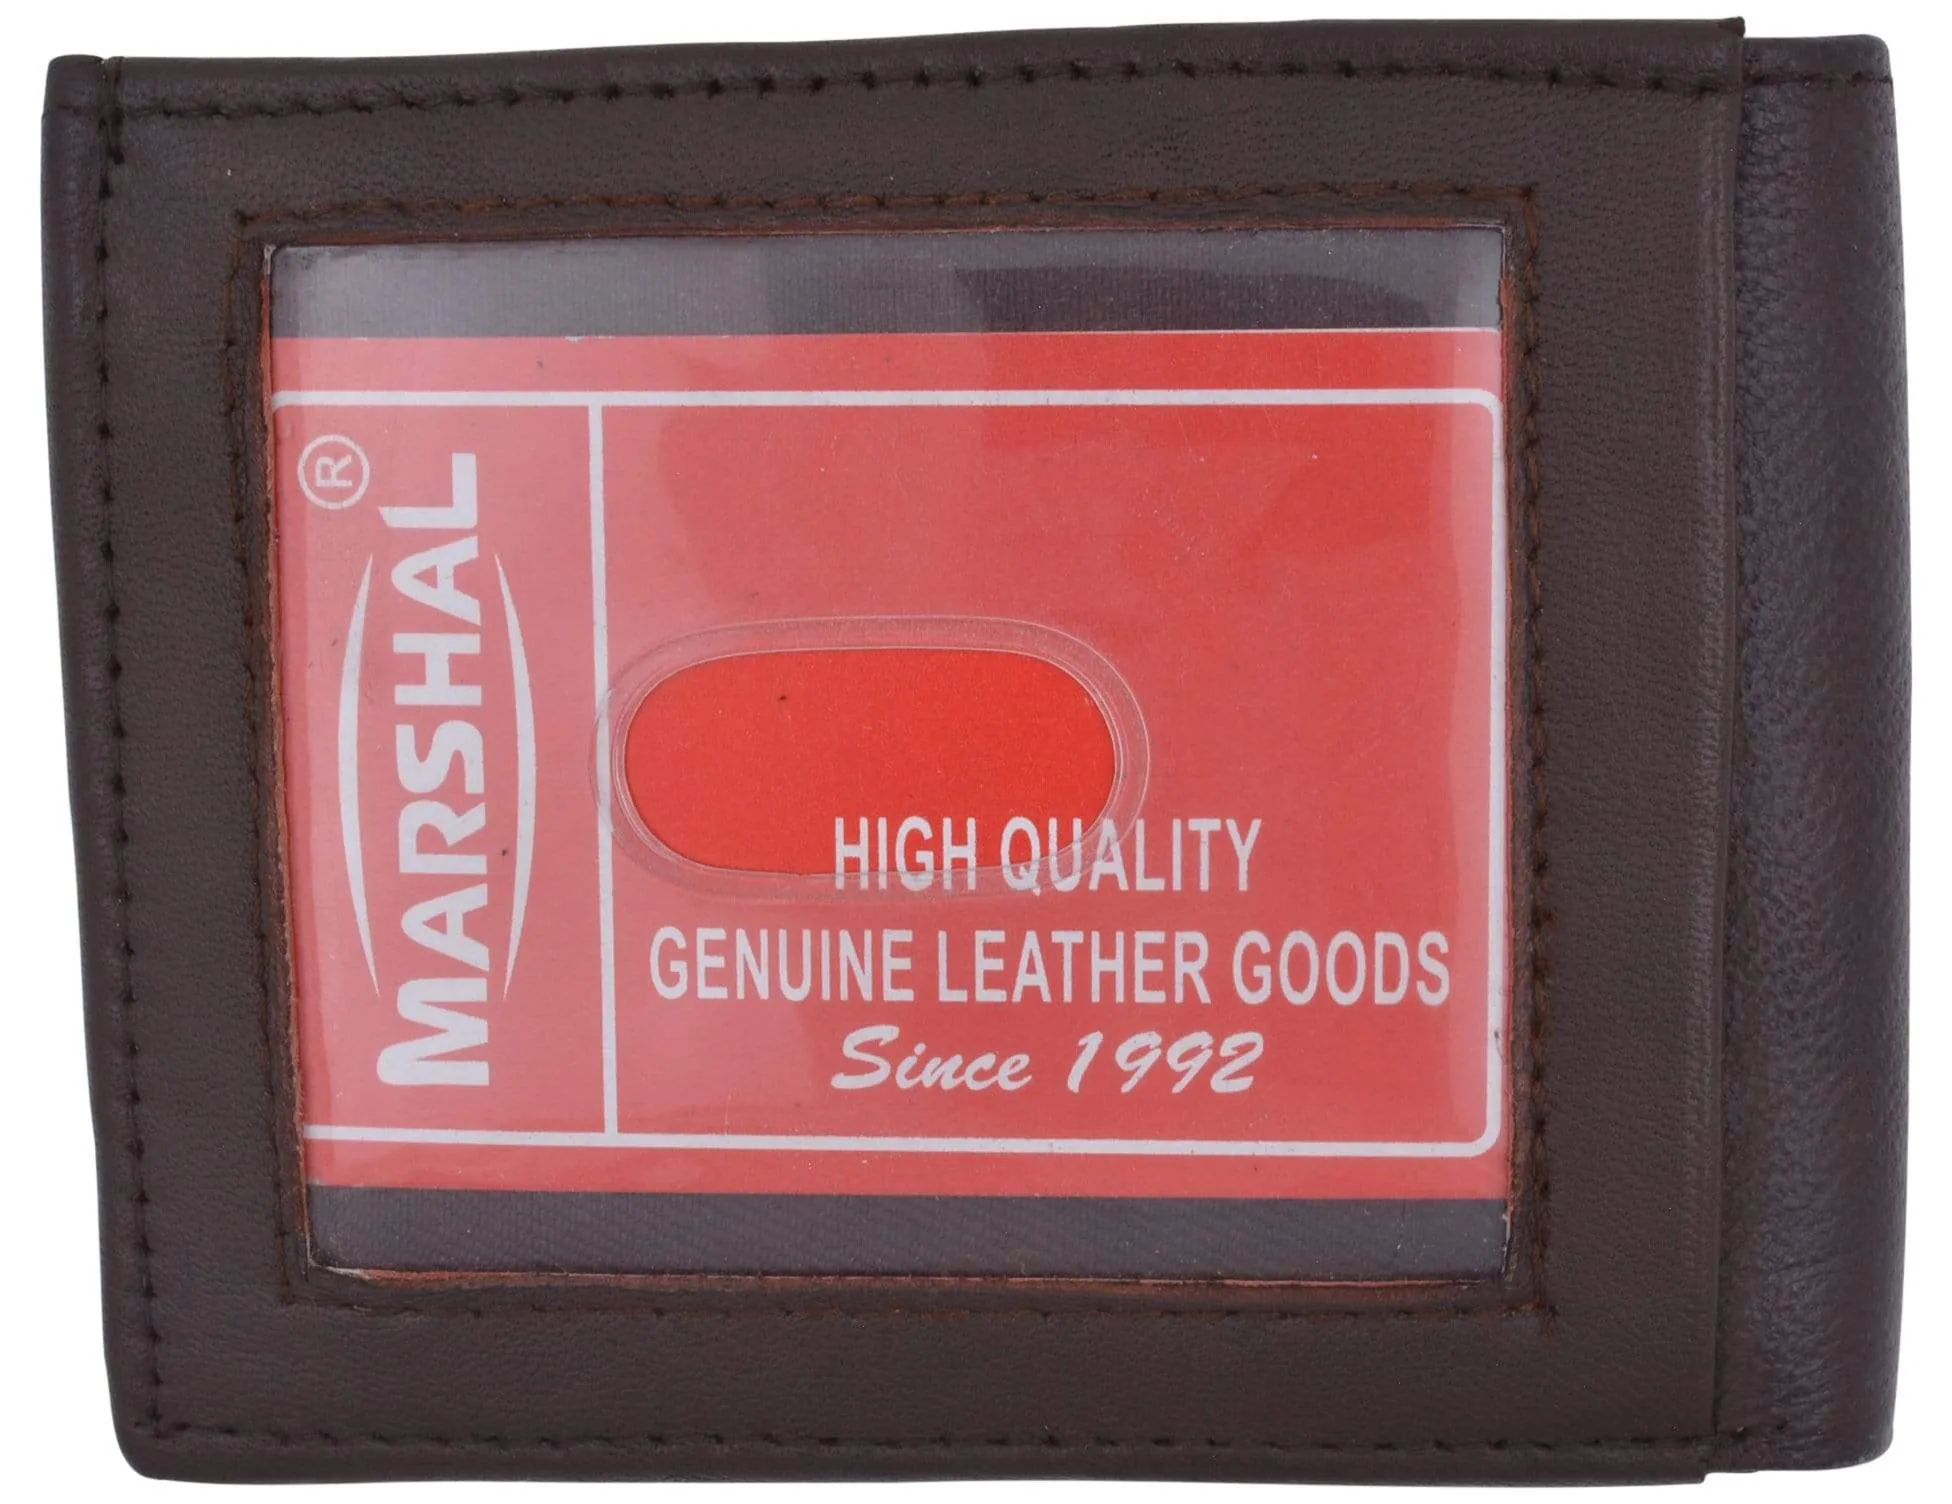 MARSHAL®
HIGH QUALITY
GENUINE LEATHER GOODS
Since 1992